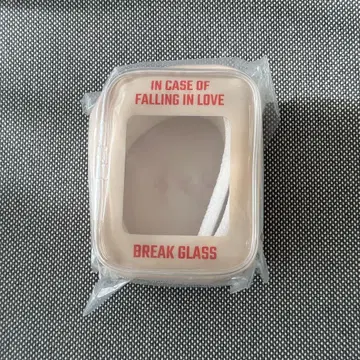 IN CASE OF
FALLING IN LOVE
BREAK GLASS